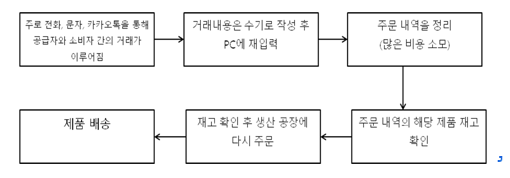 주로 전화, 문자, 카카오톡을 통해
공급자와 소비자 간의 거래가
이루어짐
거래내용은 수기로 작성 후
PC에 재입력
주문 내역을 정리
(많은 비용 소모)
주문 내역의 해당 제품 재고
확인
재고 확인 후 생산 공장에
다시 주문
제품 배송